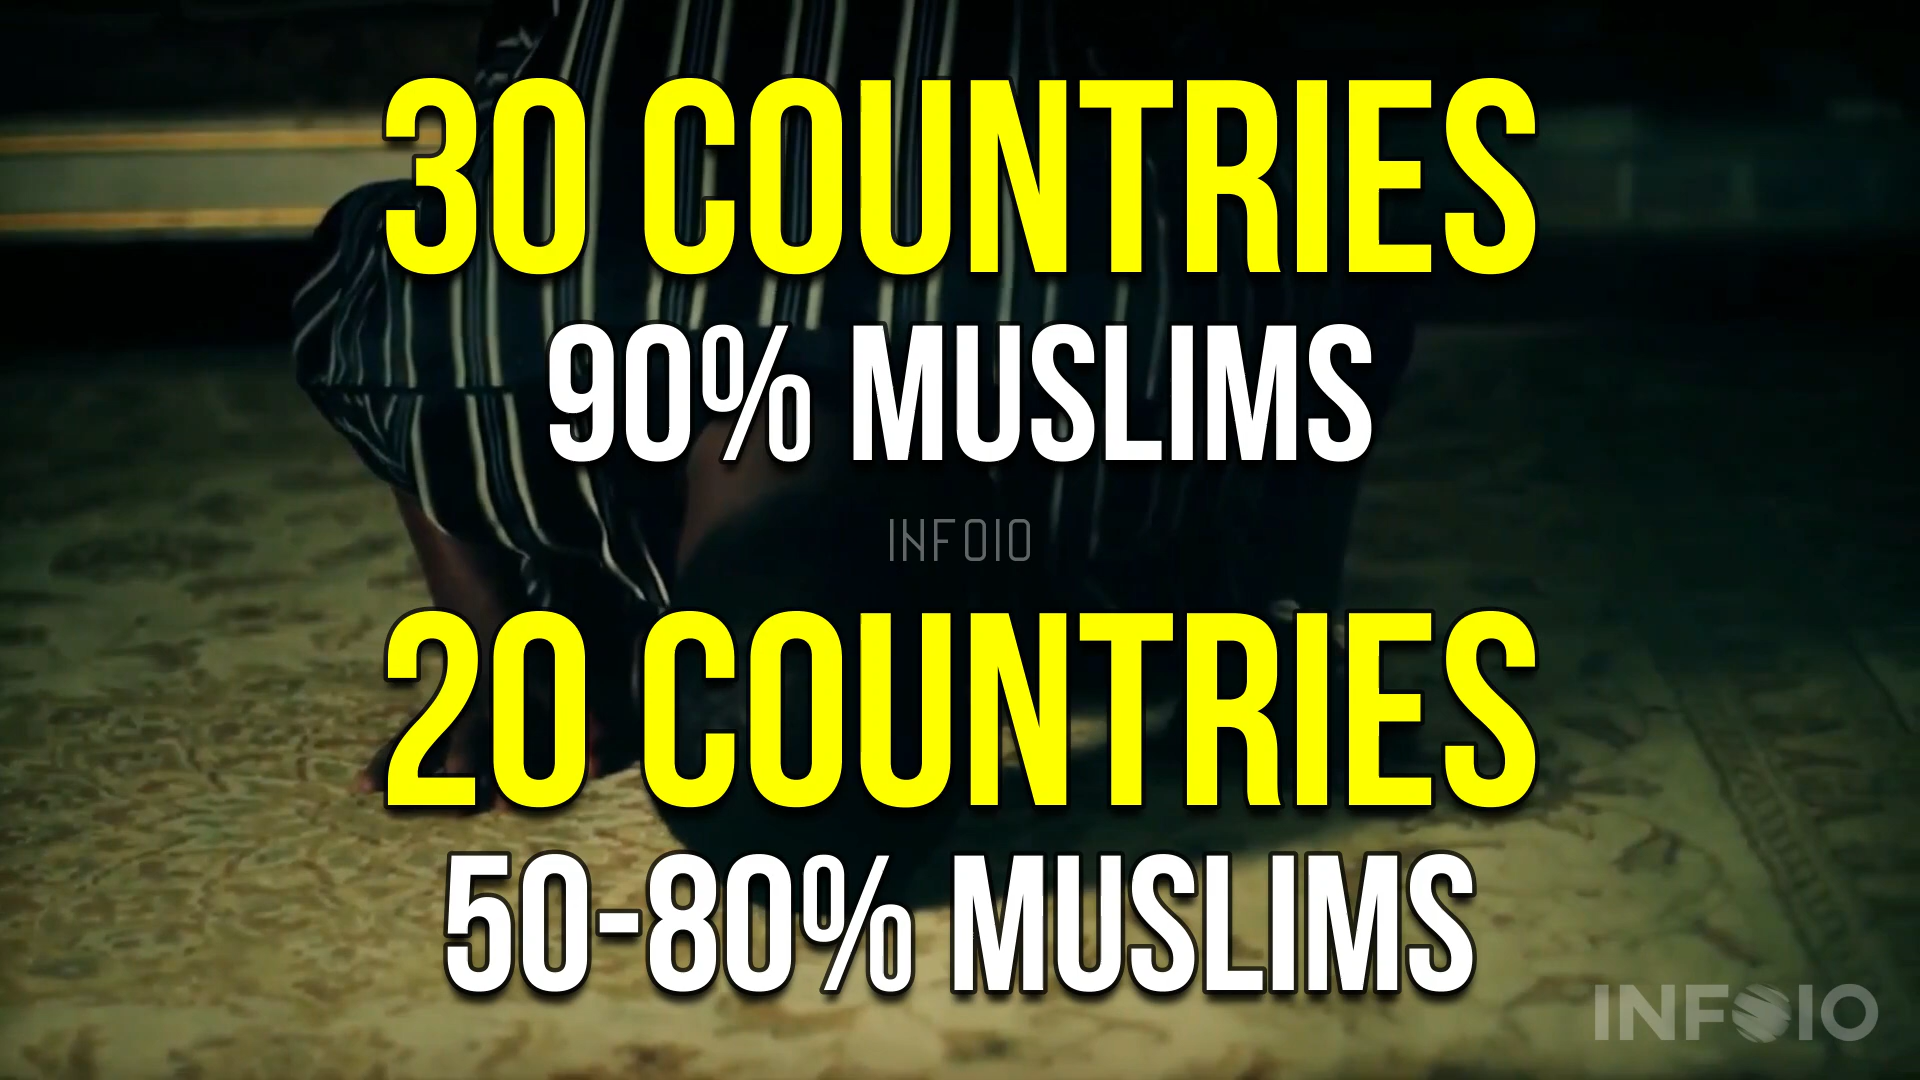 30 COUNTRIES
90% MUSLIMS
INFOIO
20 COUNTRIES
50-80% MUSLIMS
INFOIO